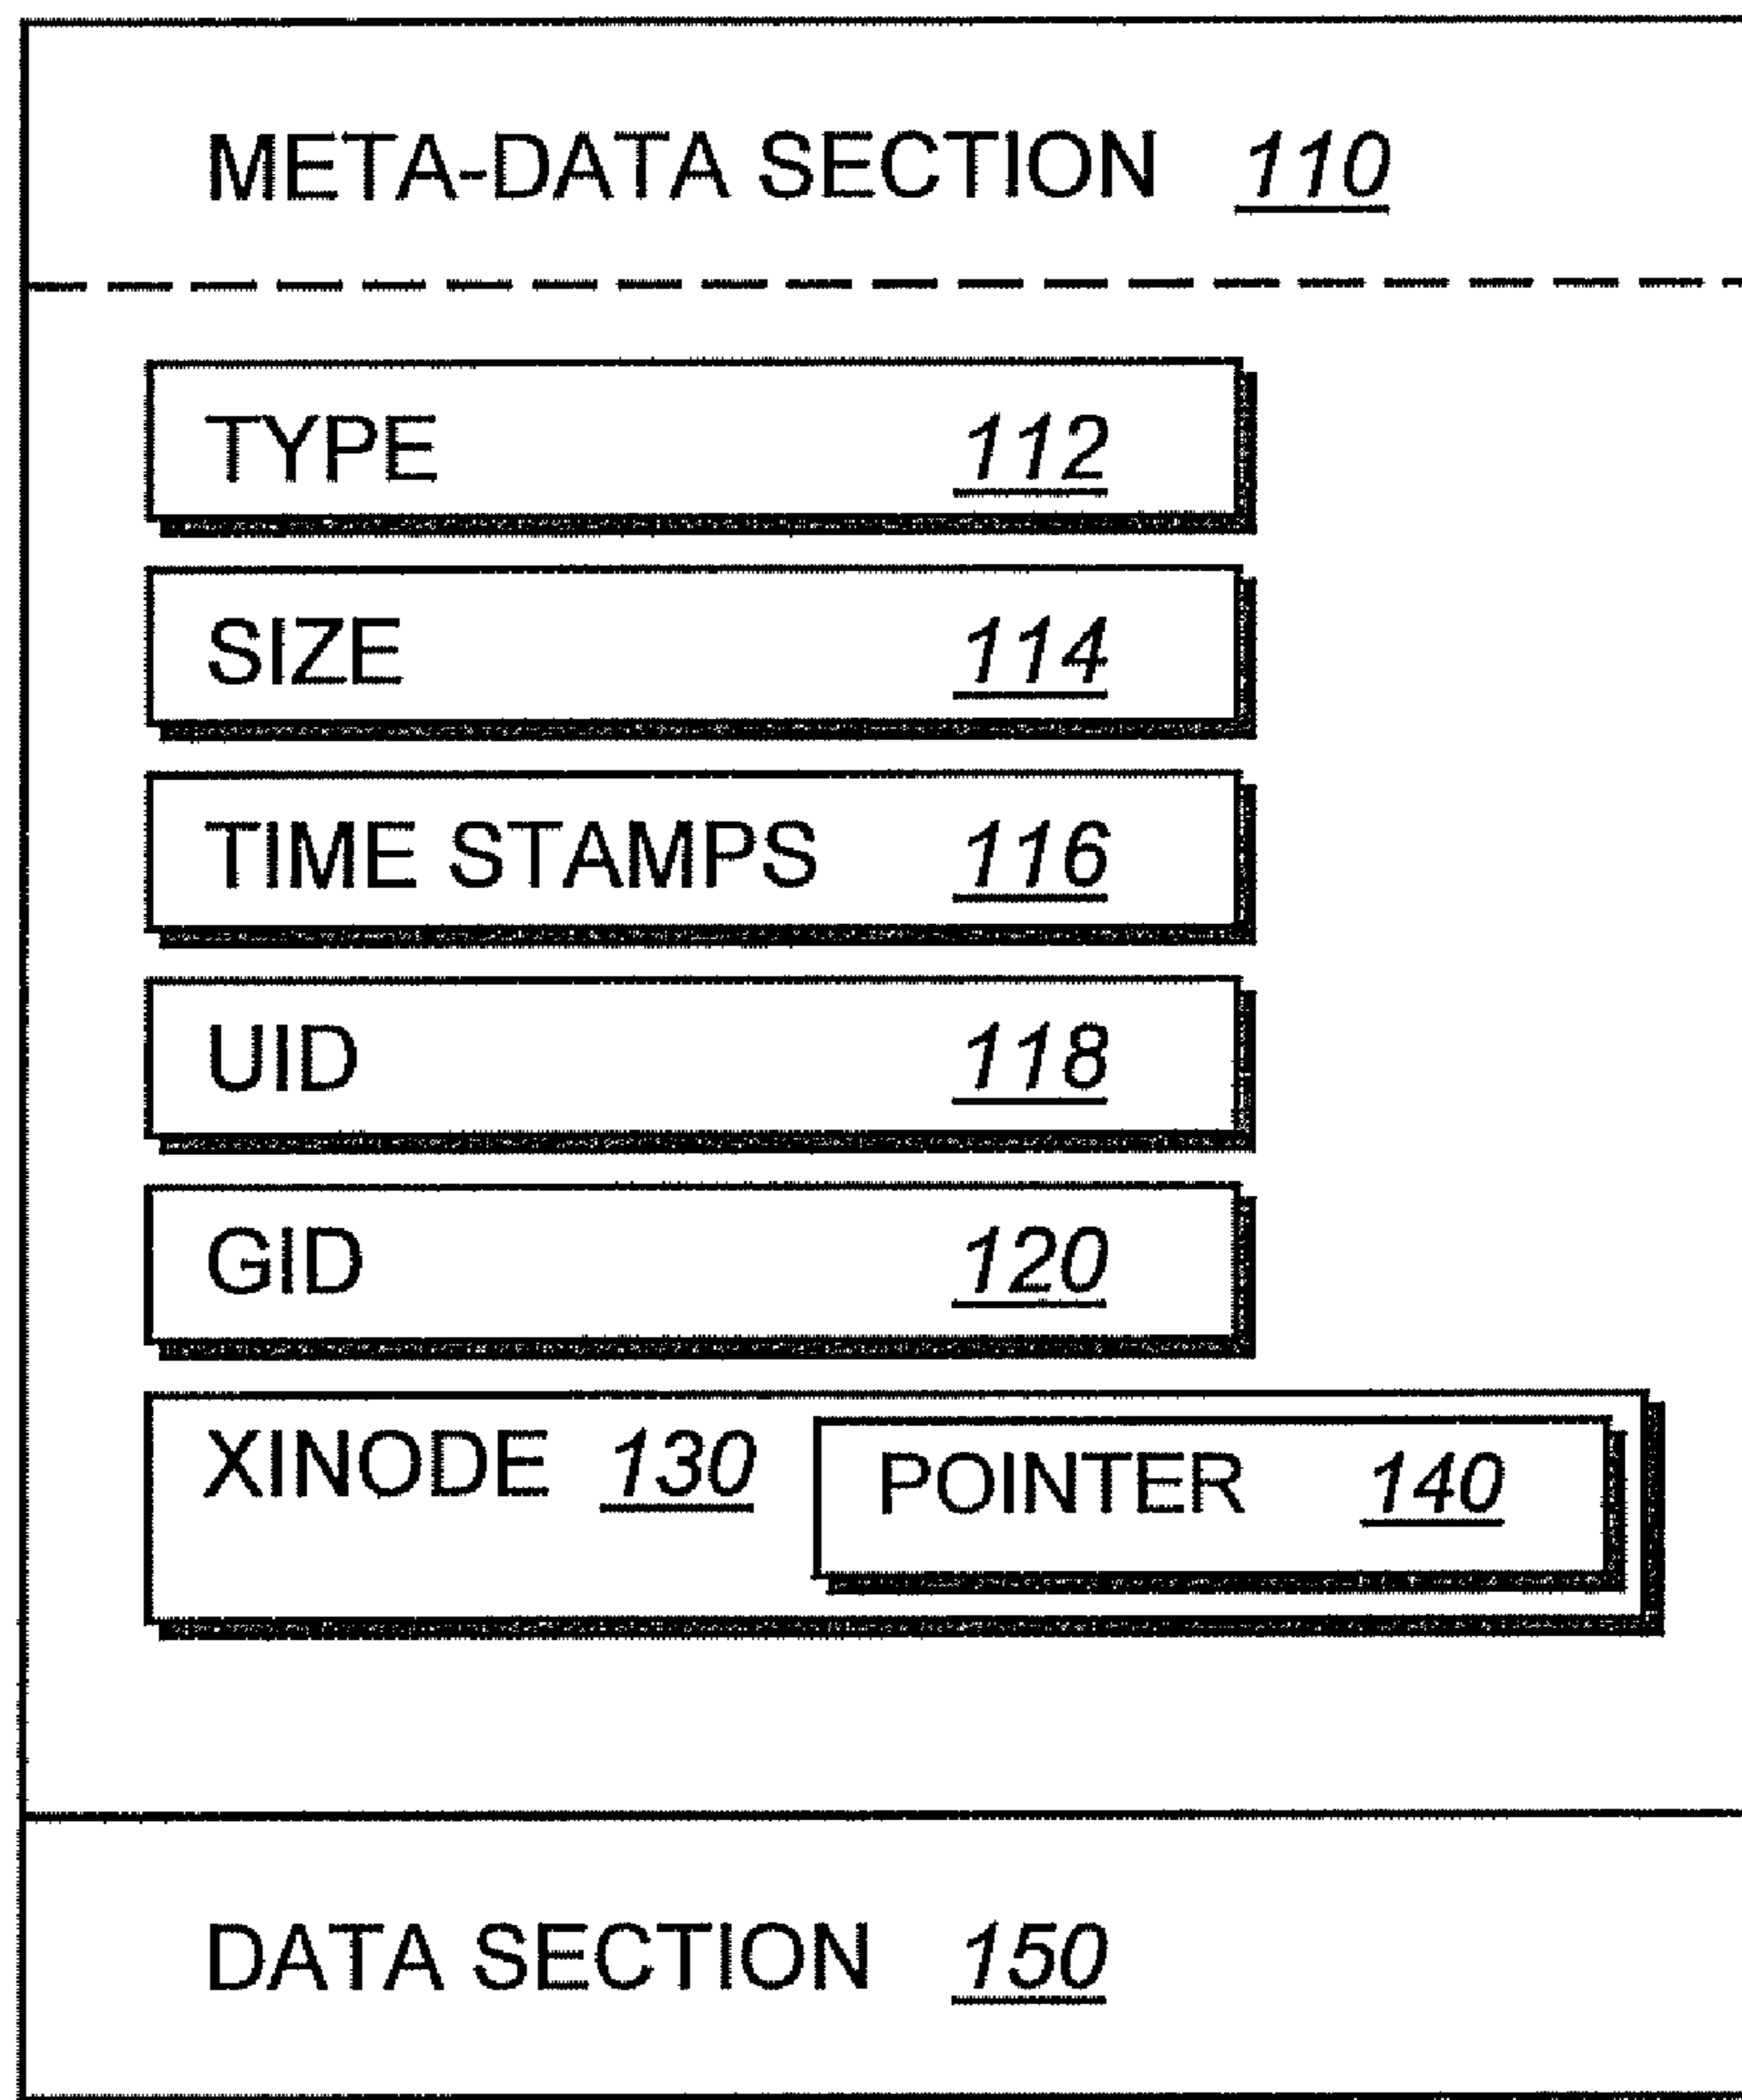 META-DATA SECTION 110
TYPE 112
SIZE 114
TIME STAMPS 116
UID 118
GID 120
XINODE 130 POINTER 140
DATA SECTION 150